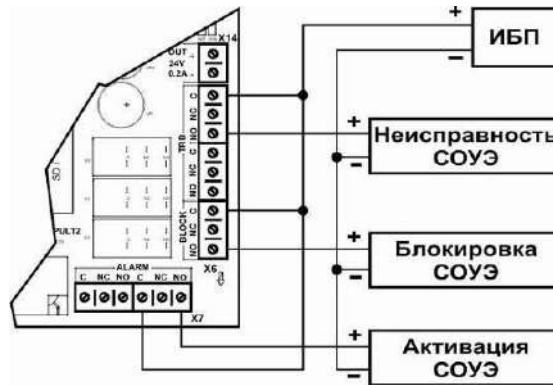 X14
OUT
24V
0.2A
+
-
C
NC
NO
C
NC
NO
TRB
C
NC
NO
BLOCK
X6
PULT2
ALARM
C NC NO C NC NO
X7
+
-
ИБП
+
-
Неисправность
СОУЭ
+
-
Блокировка
СОУЭ
+
-
Активация
СОУЭ